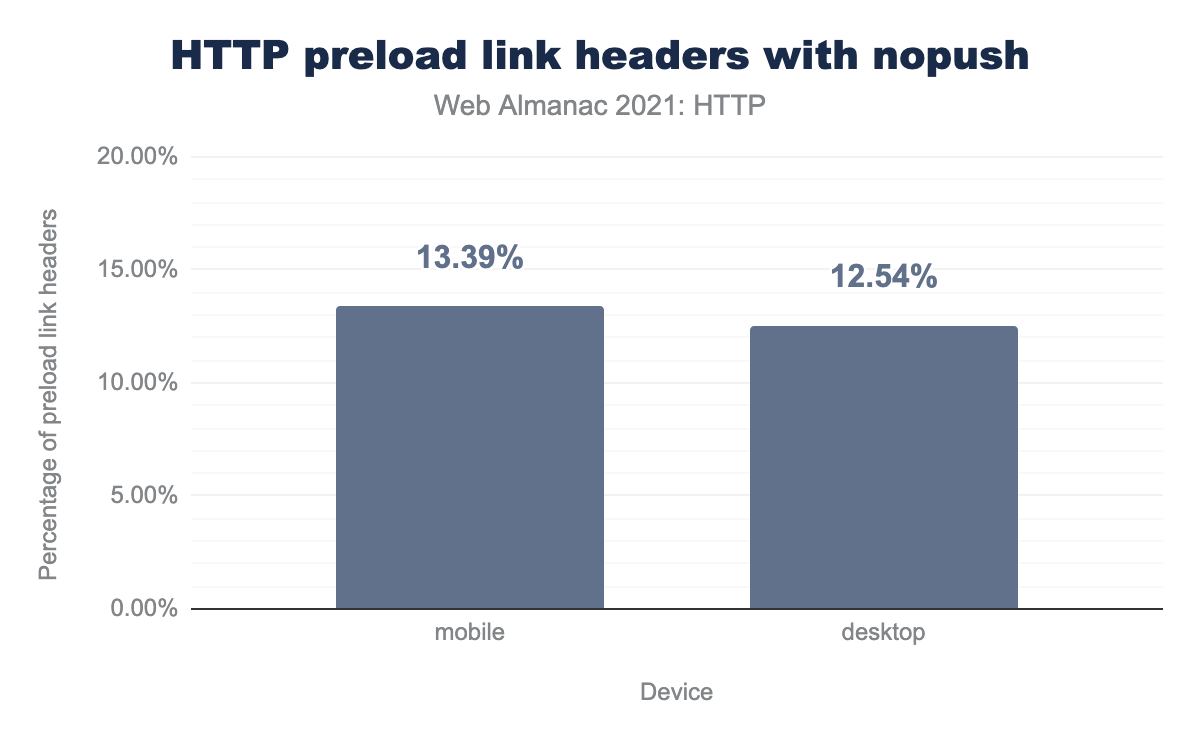 HTTP preload link headers with nopush
Web Almanac 2021: HTTP
Percentage of preload link headers
20.00%
15.00%
10.00%
5.00%
0.00%
13.39%
12.54%
mobile
desktop
Device